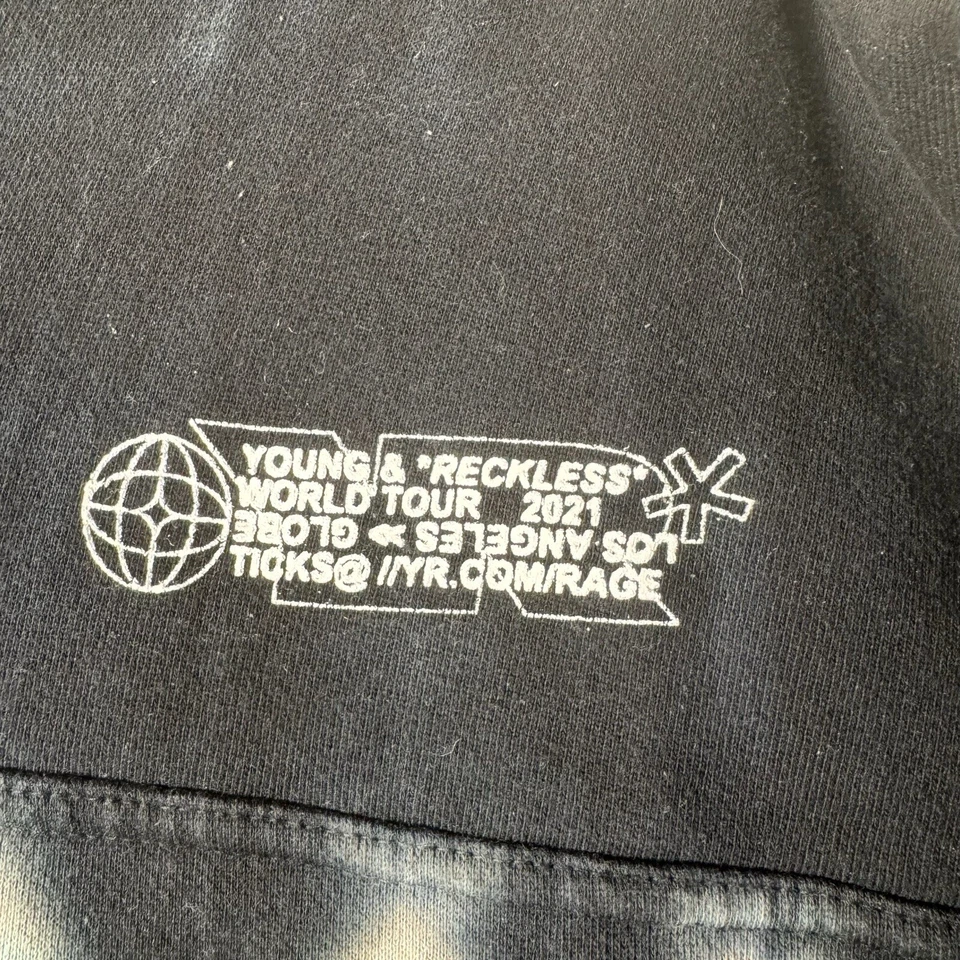 YOUNG & *RECKLESS*
WORLD TOUR 2021
LOS ANGELES & GLOBE
TICKS@ //YR.COM/RAGE